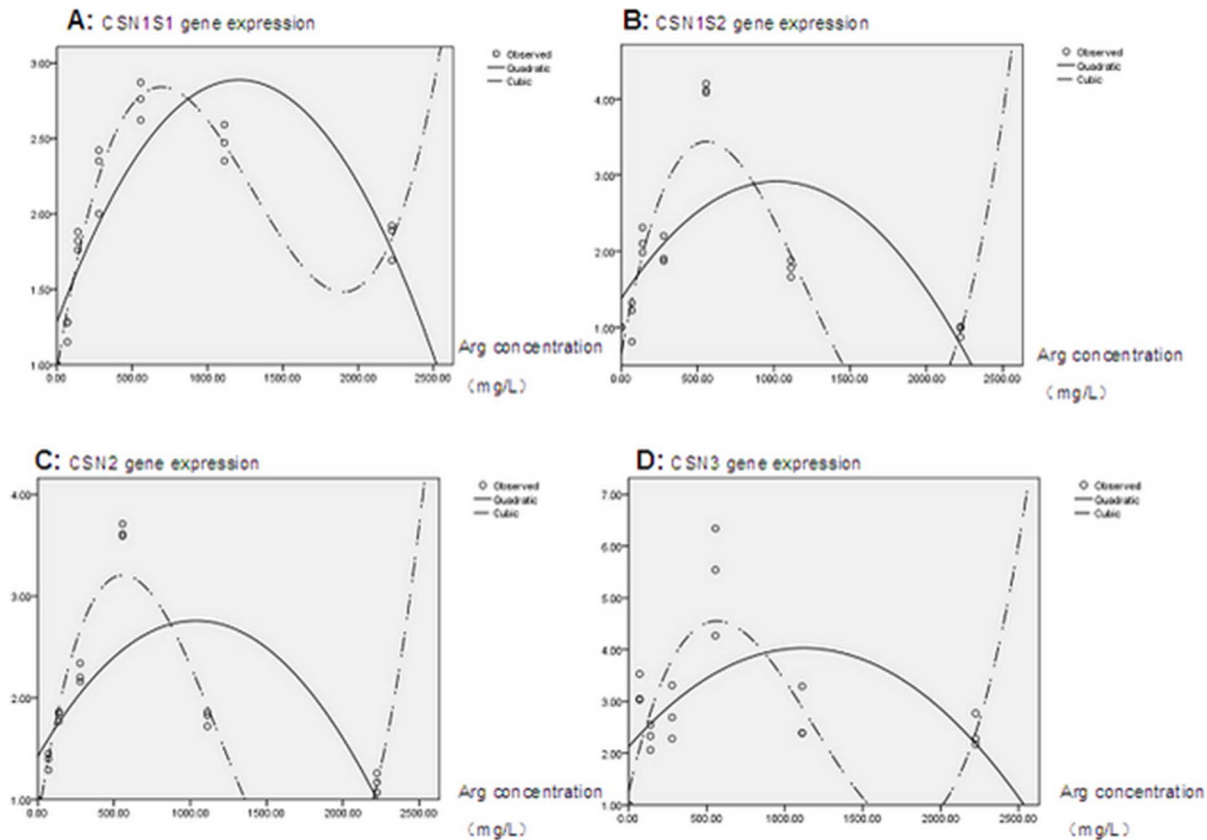 A: CSN1S1 gene expression
Observed
Quadratic
Cubic
3.00
2.50
2.00
1.50
1.00
0.00 500.00 1000.00 1500.00 2000.00 2500.00
Arg concentration
(mg/L)
B: CSN1S2 gene expression
Observed
Quadratic
Cubic
4.00
3.00
2.00
1.00
0.00 500.00 1000.00 1500.00 2000.00 2500.00
Arg concentration
(mg/L)
C: CSN2 gene expression
Observed
Quadratic
Cubic
4.00
3.00
2.00
1.00
0.00 500.00 1000.00 1500.00 2000.00 2500.00
Arg concentration
(mg/L)
D: CSN3 gene expression
Observed
Quadratic
Cubic
7.00
6.00
5.00
4.00
3.00
2.00
1.00
0.00 500.00 1000.00 1500.00 2000.00 2500.00
Arg concentration
(mg/L)